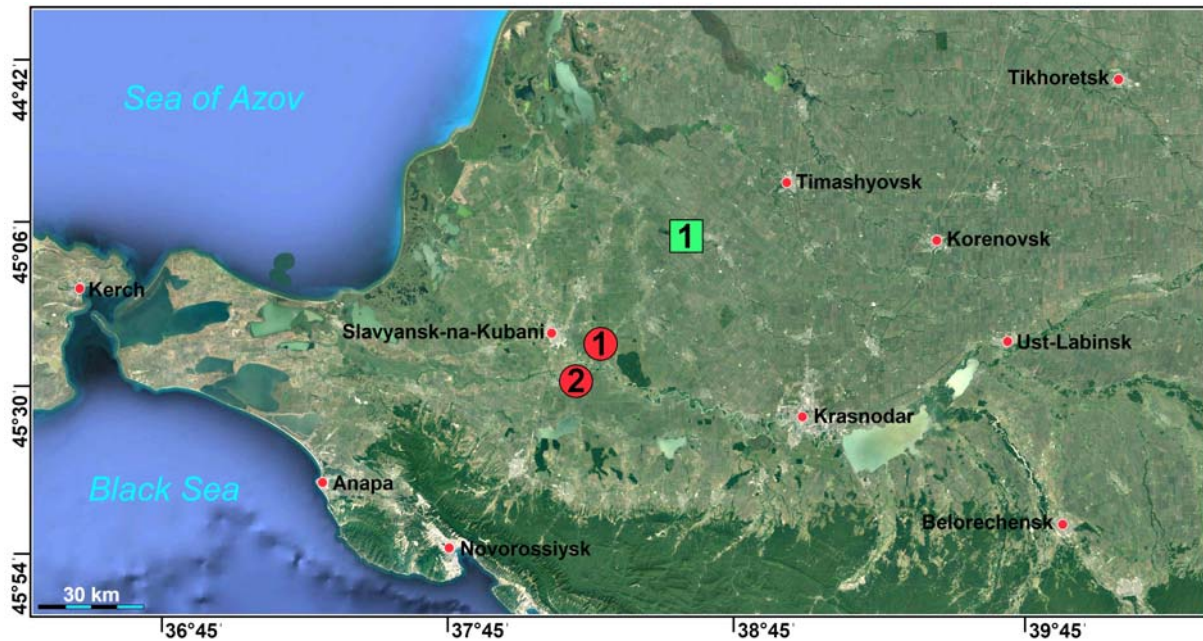 Sea of Azov
Tikhoretsk
44°42'
Timashyovsk
1
45°06'
Korenovsk
Kerch
Slavyansk-na-Kubani
1
Ust-Labinsk
2
45°30'
Krasnodar
Black Sea
Anapa
Belorechensk
Novorossiysk
45°54'
30 km
36°45'
37°45'
38°45'
39°45'